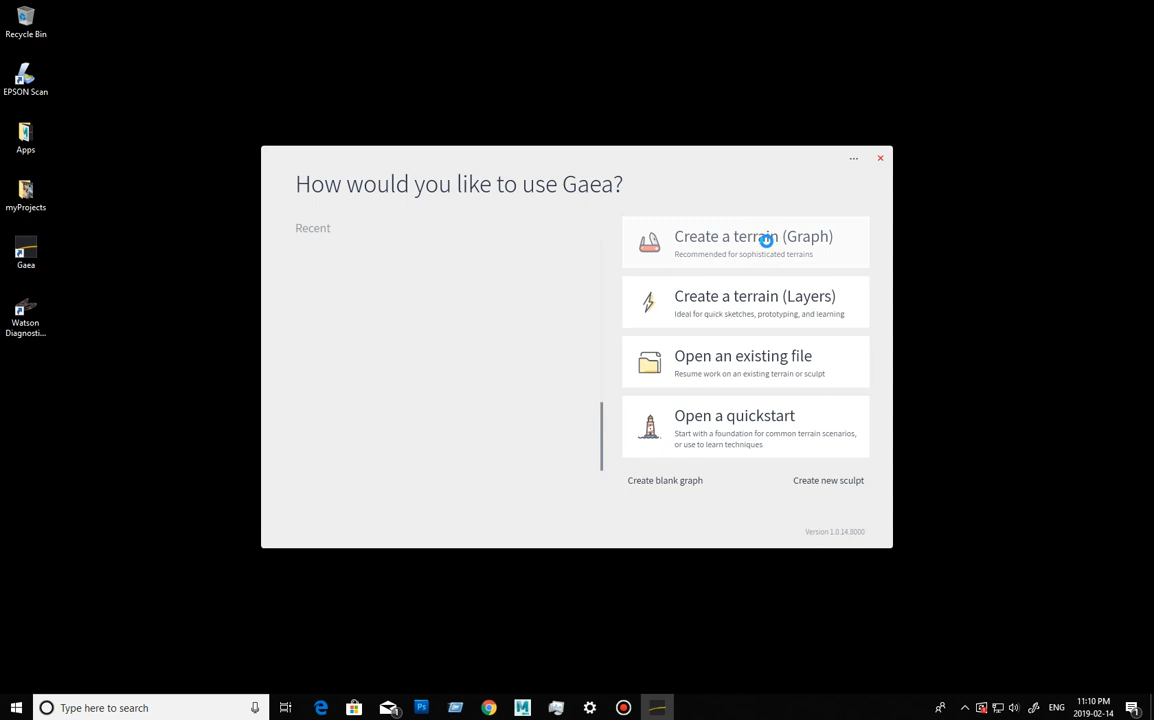 Recycle Bin
EPSON Scan
Apps
myProjects
Gaea
Watson
Diagnosti...
...
How would you like to use Gaea?
Recent
Create a terrain (Graph)
Recommended for sophisticated terrains
Create a terrain (Layers)
Ideal for quick sketches, prototyping, and learning
Open an existing file
Resume work on an existing terrain or sculpt
Open a quickstart
Start with a foundation for common terrain scenarios,
or use to learn techniques
Create blank graph
Create new sculpt
Version 1.0.14.8000
Type here to search
1
Ps
M
ENG
11:10 PM
2019-02-14
1